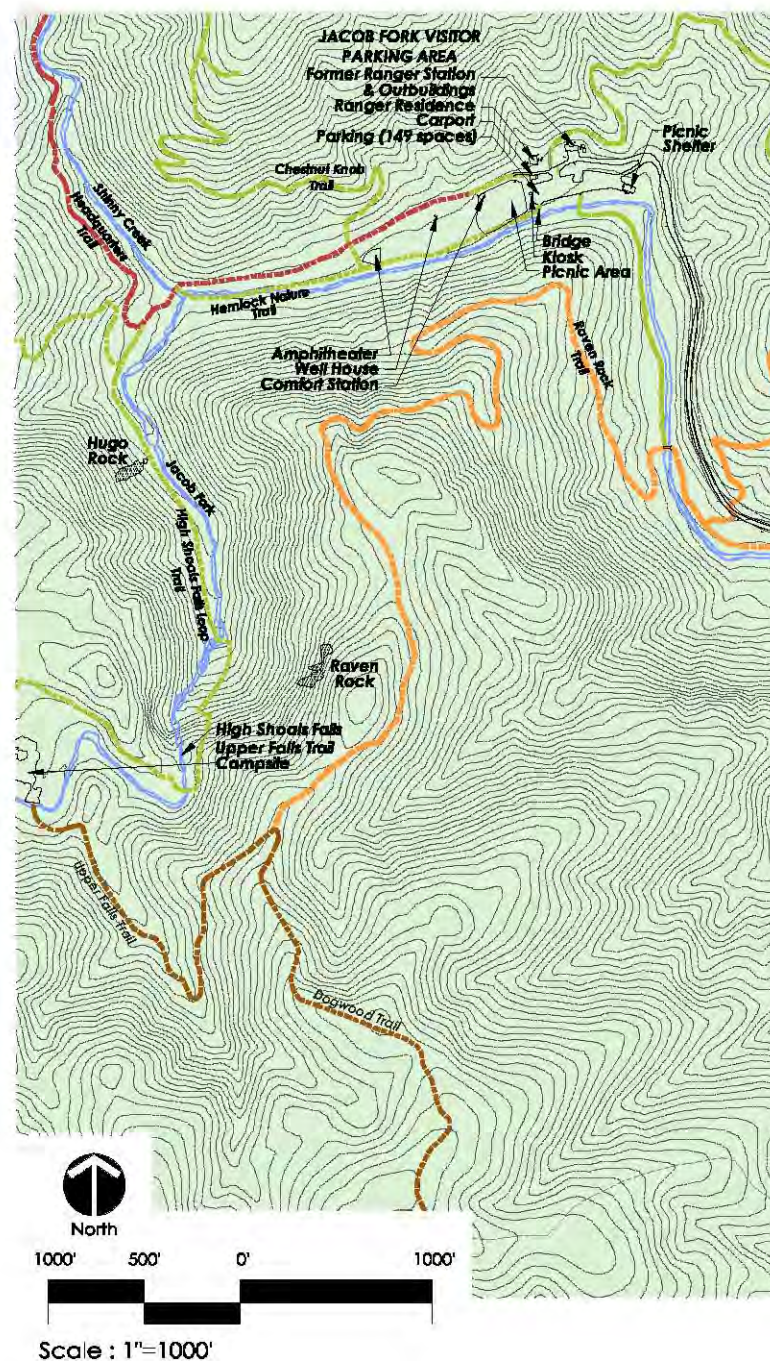 JACOB FORK VISITOR
PARKING AREA
Former Ranger Station
& Outbuildings
Ranger Residence
Carport
Parking (149 spaces)
Picnic
Shelter
Chestnut Knob
Trail
Shinny Creek
Headquarters
Trail
Bridge
Kiosk
Picnic Area
Hemlock Nature
Trail
Raven Rock
Trail
Amphitheater
Well House
Comfort Station
Hugo
Rock
Jacob Fork
High Shoals Falls Loop
Trail
Raven
Rock
High Shoals Falls
Upper Falls Trail
Campsite
Upper Falls Trail
Dogwood Trail
North
1000' 500' 0' 1000'
Scale : 1"=1000'